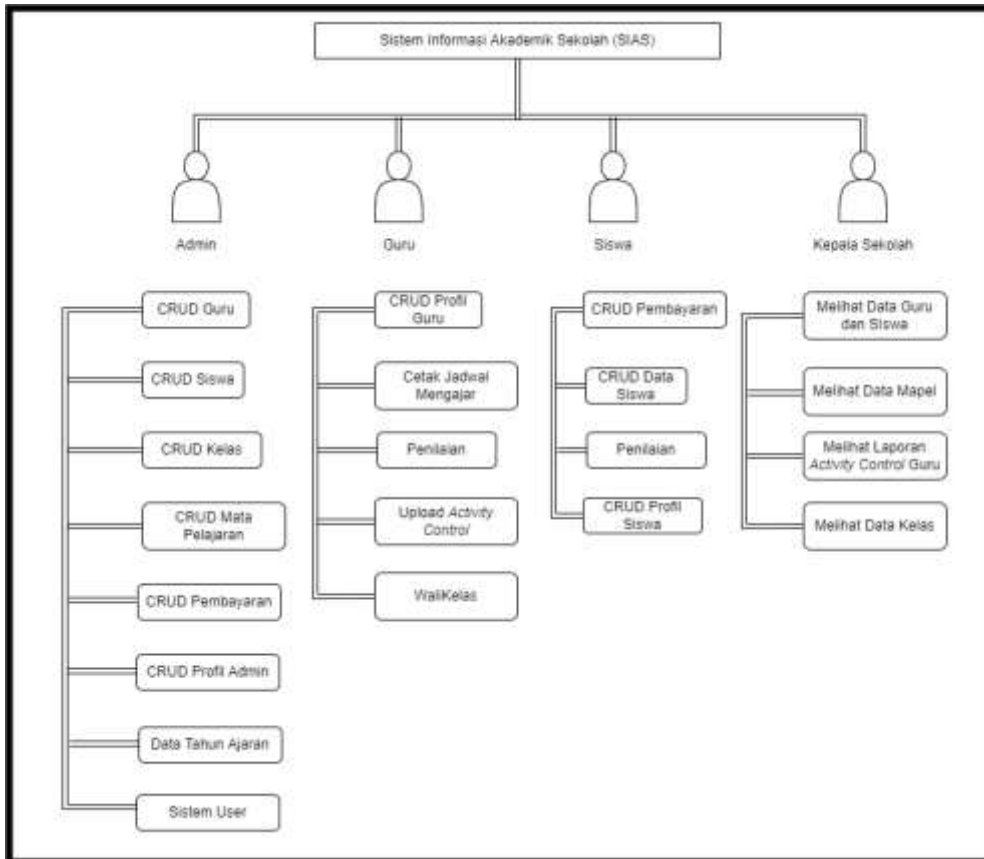 Sistem Informasi Akademik Sekolah (SIAS)
Admin
Guru
Siswa
Kepala Sekolah
CRUD Guru
CRUD Siswa
CRUD Kelas
CRUD Mata
Pelajaran
CRUD Pembayaran
CRUD Profil Admin
Data Tahun Ajaran
Sistem User
CRUD Profil
Guru
Cetak Jadwal
Mengajar
Penilaian
Upload Activity
Control
WaliKelas
CRUD Pembayaran
CRUD Data
Siswa
Penilaian
CRUD Profil
Siswa
Melihat Data Guru
dan Siswa
Melihat Data Mapel
Melihat Laporan
Activity Control Guru
Melihat Data Kelas